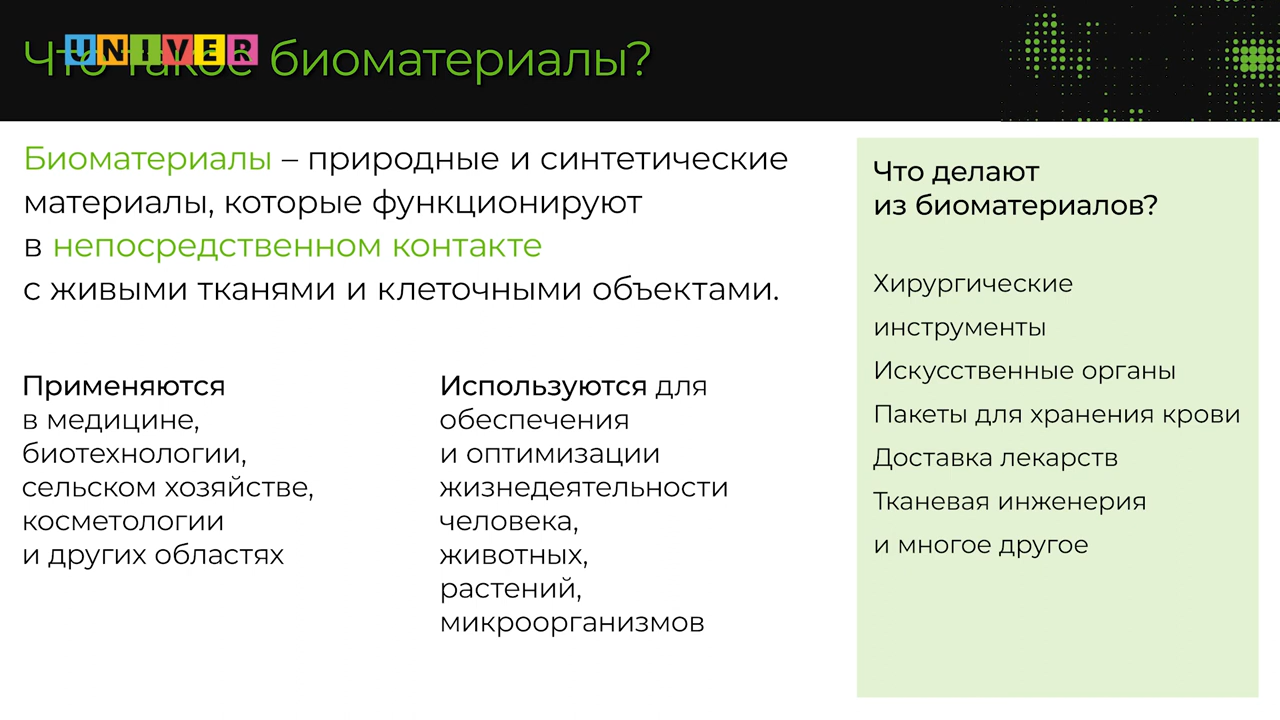 Что такое биоматериалы?
UNIVER
Биоматериалы – природные и синтетические
материалы, которые функционируют
в непосредственном контакте
с живыми тканями и клеточными объектами.
Применяются
в медицине,
биотехнологии,
сельском хозяйстве,
косметологии
и других областях
Используются для
обеспечения
и оптимизации
жизнедеятельности
человека,
животных,
растений,
микроорганизмов
Что делают
из биоматериалов?
Хирургические
инструменты
Искусственные органы
Пакеты для хранения крови
Доставка лекарств
Тканевая инженерия
и многое другое